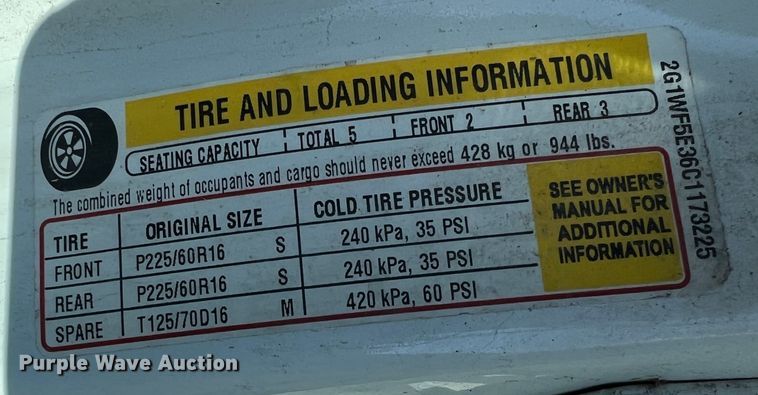 TIRE AND LOADING INFORMATION
SEATING CAPACITY TOTAL 5 FRONT 2 REAR 3
The combined weight of occupants and cargo should never exceed 428 kg or 944 lbs.
TIRE ORIGINAL SIZE COLD TIRE PRESSURE
FRONT P225/60R16 S 240 kPa, 35 PSI
REAR P225/60R16 S 240 kPa, 35 PSI
SPARE T125/70D16 M 420 kPa, 60 PSI
SEE OWNER'S
MANUAL FOR
ADDITIONAL
INFORMATION
2G1WF5E36C1173225
Purple Wave Auction